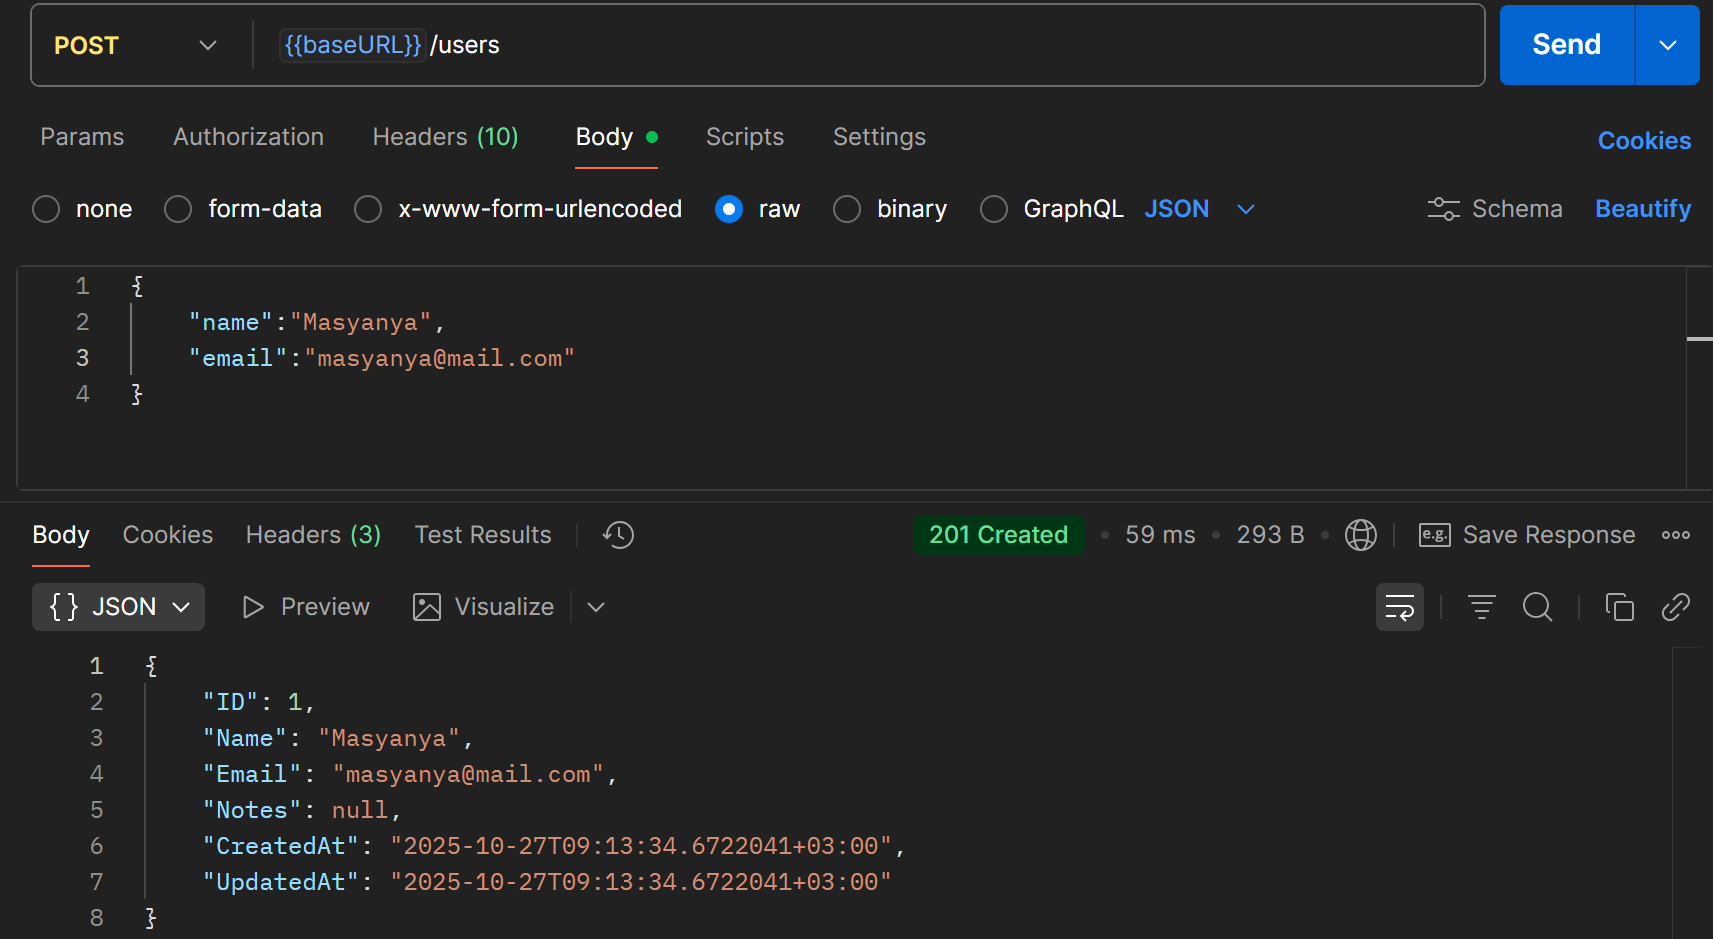 POST {{baseURL}}/users Send
Params Authorization Headers (10) Body Scripts Settings Cookies
none form-data x-www-form-urlencoded raw binary GraphQL JSON Schema Beautify
1 {
2 "name":"Masyanya",
3 "email":"masyanya@mail.com"
4 }
Body Cookies Headers (3) Test Results 201 Created 59 ms 293 B e.g. Save Response
{} JSON Preview Visualize
1 {
2 "ID": 1,
3 "Name": "Masyanya",
4 "Email": "masyanya@mail.com",
5 "Notes": null,
6 "CreatedAt": "2025-10-27T09:13:34.6722041+03:00",
7 "UpdatedAt": "2025-10-27T09:13:34.6722041+03:00"
8 }